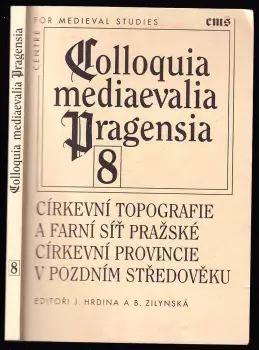 Colloquia mediaevalia Pragensia
8
CENTRE
FOR MEDIEVAL STUDIES
cms
Colloquia
mediaevalia
Pragensia
8
CÍRKEVNÍ TOPOGRAFIE
A FARNÍ SÍŤ PRAŽSKÉ
CÍRKEVNÍ PROVINCIE
V POZDNÍM STŘEDOVĚKU
EDITOŘI J. HRDINA A B. ZILYNSKÁ